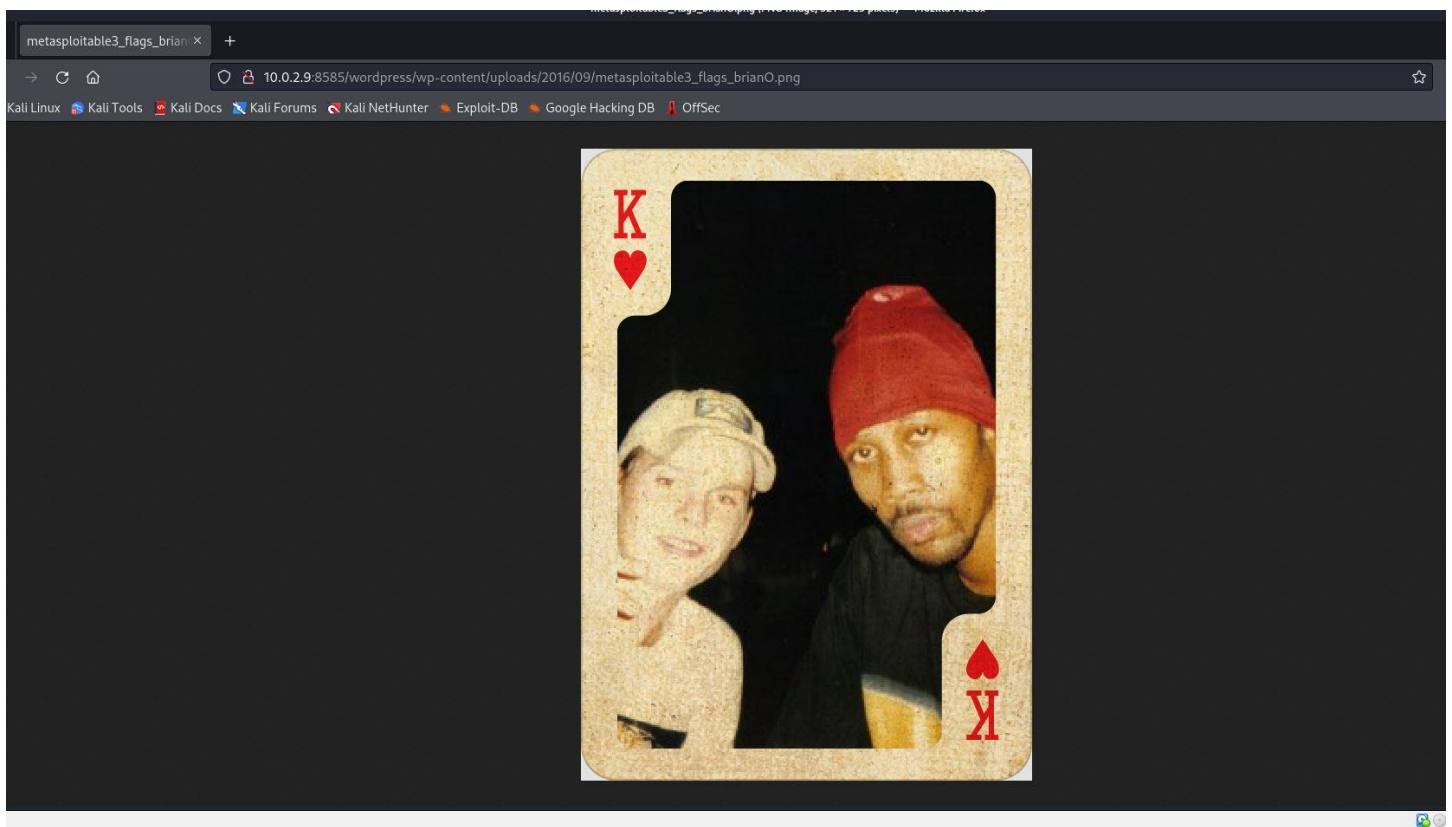 metasploitable3_flags_brian
10.0.2.9:8585/wordpress/wp-content/uploads/2016/09/metasploitable3_flags_brianO.png
Kali Linux Kali Tools Kali Docs Kali Forums Kali NetHunter Exploit-DB Google Hacking DB OffSec
K
K